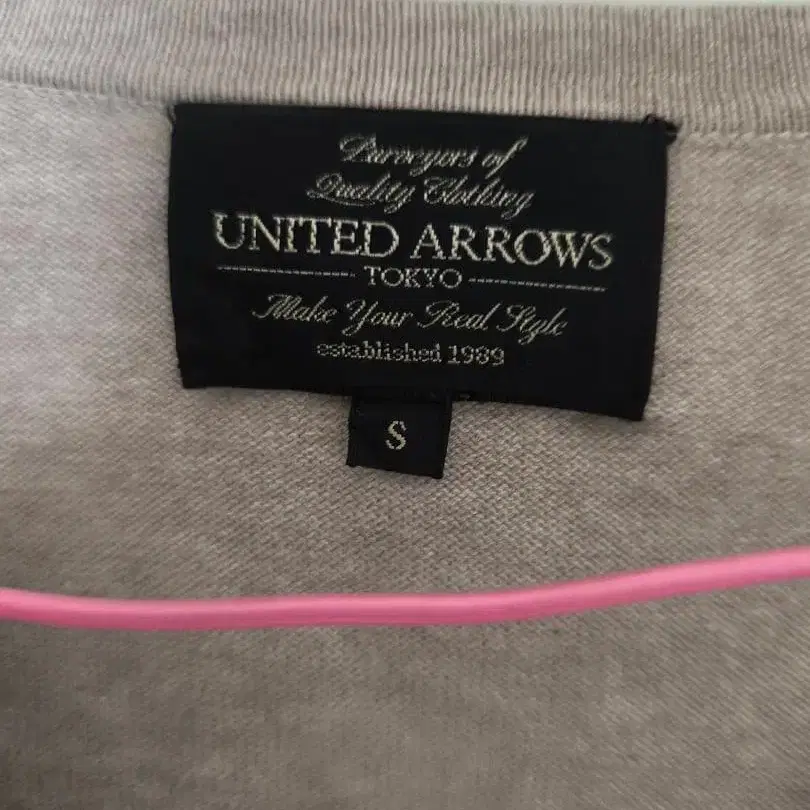 Purveyors of
Quality Clothing
UNITED ARROWS
TOKYO
Make Your Real Style
established 1989
S